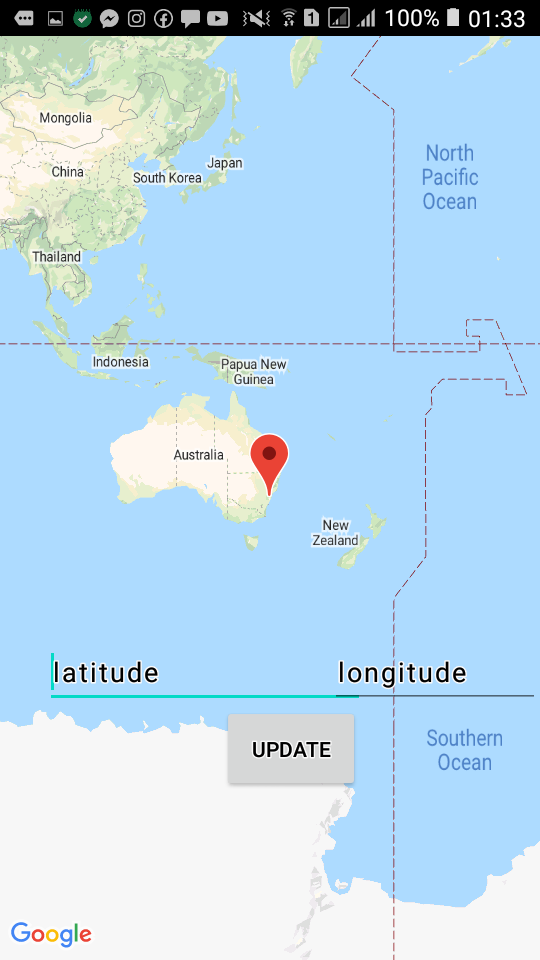 1 100% 01:33
Mongolia
North
Pacific
Ocean
Japan
China
South Korea
Thailand
Indonesia
Papua New
Guinea
Australia
New
Zealand
latitude longitude
UPDATE
Southern
Ocean
Google